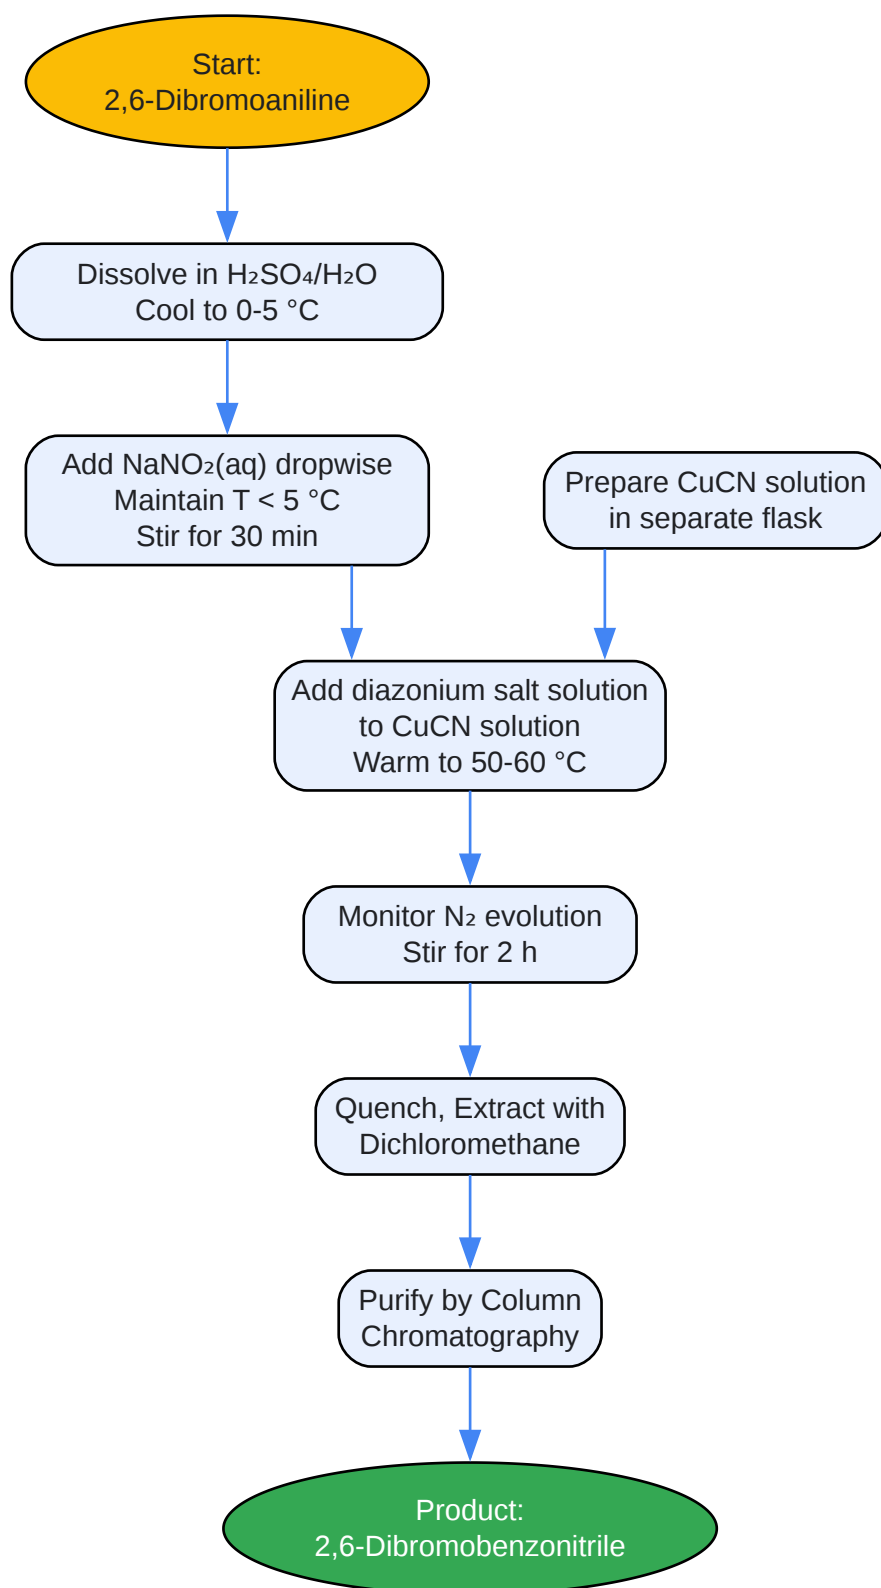 Start:
2,6-Dibromoaniline
Dissolve in H₂SO₄/H₂O
Cool to 0-5 °C
Add NaNO₂(aq) dropwise
Maintain T < 5 °C
Stir for 30 min
Prepare CuCN solution
in separate flask
Add diazonium salt solution
to CuCN solution
Warm to 50-60 °C
Monitor N₂ evolution
Stir for 2 h
Quench, Extract with
Dichloromethane
Purify by Column
Chromatography
Product:
2,6-Dibromobenzonitrile